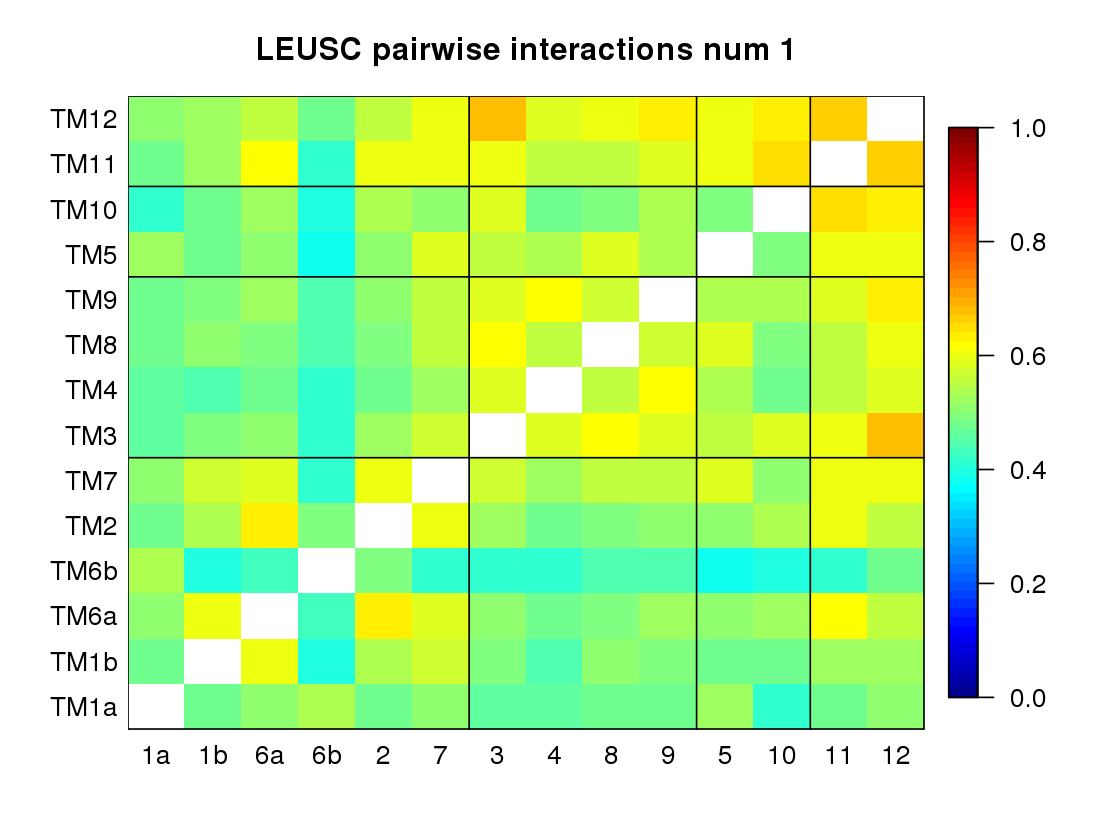 LEUSC pairwise interactions num 1
TM12
TM11
TM10
TM5
TM9
TM8
TM4
TM3
TM7
TM2
TM6b
TM6a
TM1b
TM1a
1a 1b 6a 6b 2 7 3 4 8 9 5 10 11 12
1.0
0.8
0.6
0.4
0.2
0.0